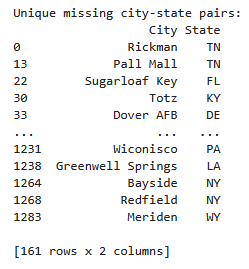 Unique missing city-state pairs:
City State
0 Rickman TN
13 Pall Mall TN
22 Sugarloaf Key FL
30 Totz KY
33 Dover AFB DE
... ... ...
1231 Wiconisco PA
1238 Greenwell Springs LA
1264 Bayside NY
1268 Redfield NY
1283 Meriden WY
[161 rows x 2 columns]